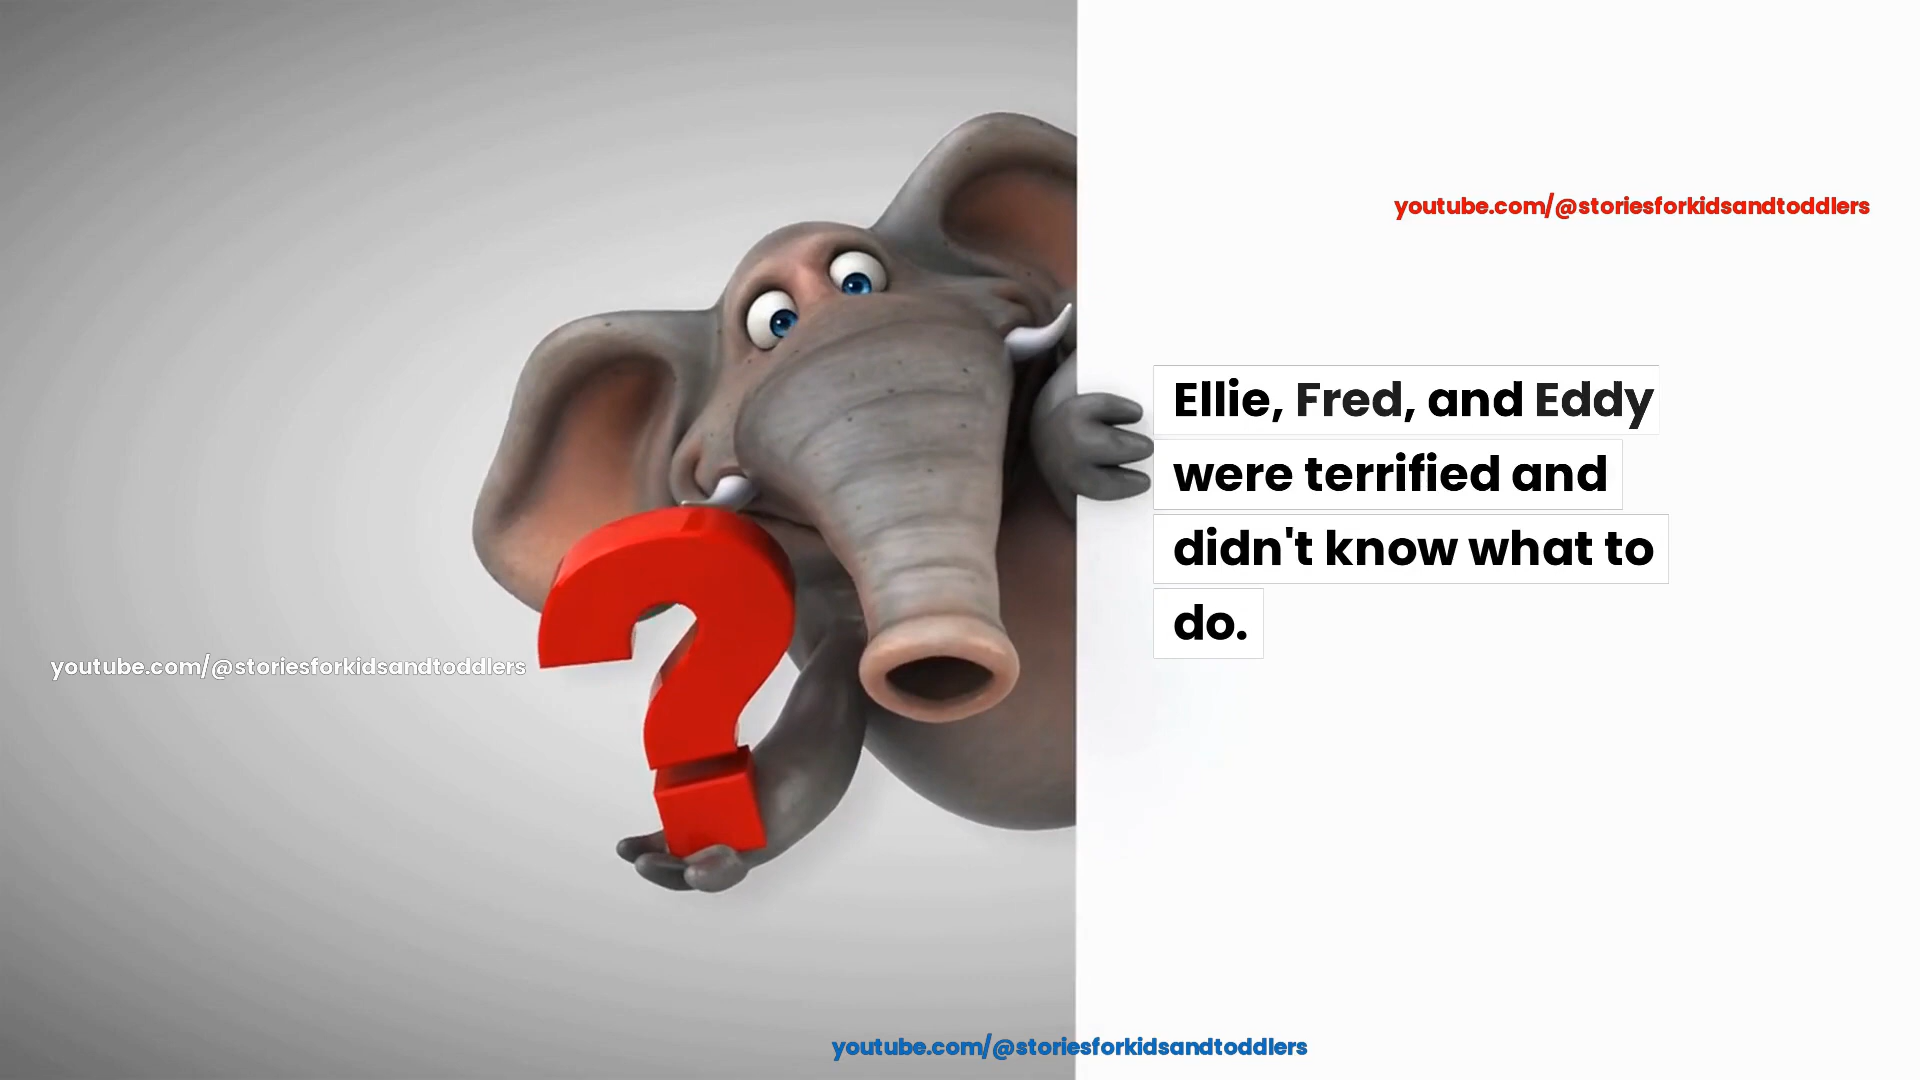 youtube.com/@storiesforkidsandtoddlers
Ellie, Fred, and Eddy
were terrified and
didn't know what to
do.
youtube.com/@storiesforkidsandtoddlers
youtube.com/@storiesforkidsandtoddlers